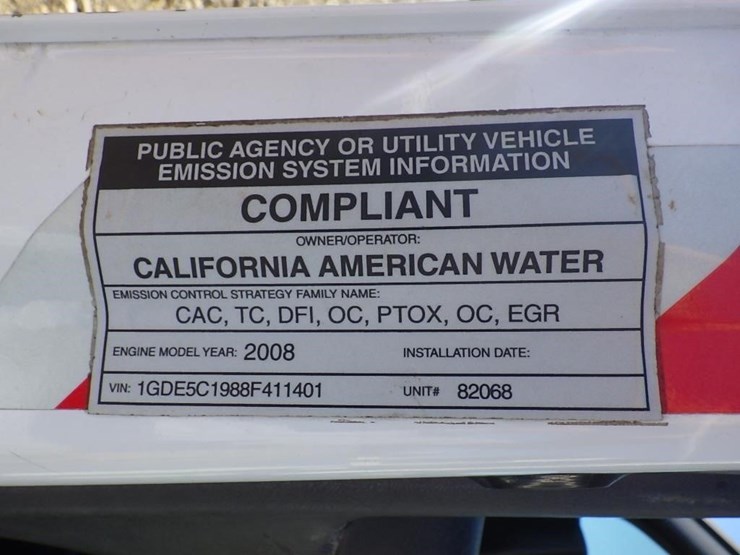 PUBLIC AGENCY OR UTILITY VEHICLE
EMISSION SYSTEM INFORMATION
COMPLIANT
OWNER/OPERATOR:
CALIFORNIA AMERICAN WATER
EMISSION CONTROL STRATEGY FAMILY NAME:
CAC, TC, DFI, OC, PTOX, OC, EGR
ENGINE MODEL YEAR: 2008 INSTALLATION DATE:
VIN: 1GDE5C1988F411401 UNIT# 82068